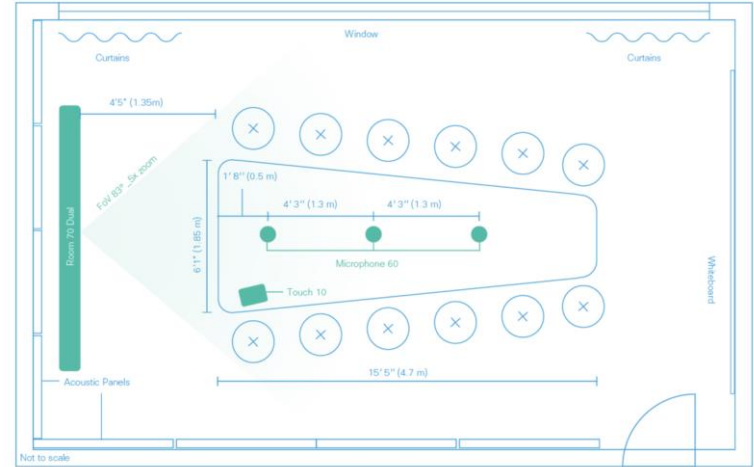 Window
Curtains
Curtains
4'5" (1.35m)
FoV 83° _5x zoom
Room 70 Dual
1' 8" (0.5 m)
4' 3" (1.3 m)
4' 3" (1.3 m)
6'1" (1.85 m)
Microphone 60
Touch 10
Whiteboard
15' 5" (4.7 m)
Acoustic Panels
Not to scale